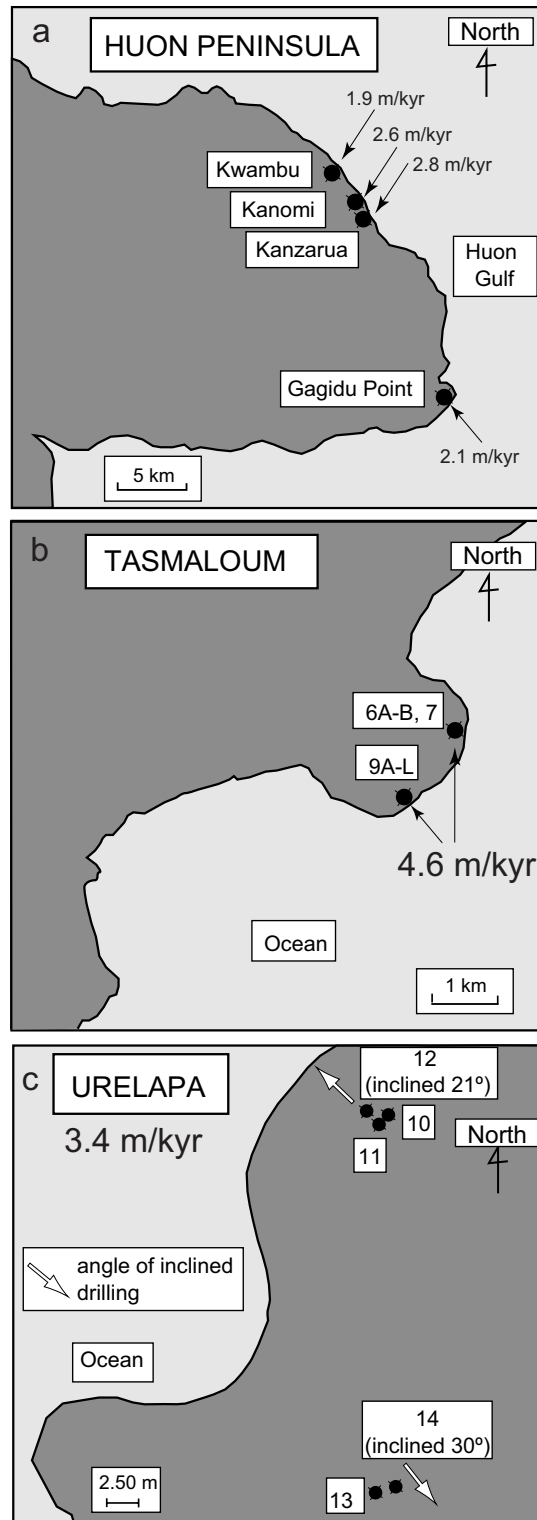 a
HUON PENINSULA
North
1.9 m/kyr
2.6 m/kyr
2.8 m/kyr
Kwambu
Kanomi
Kanzarua
Huon
Gulf
Gagidu Point
2.1 m/kyr
5 km
b
TASMALOUM
North
6A-B, 7
9A-L
4.6 m/kyr
Ocean
1 km
c
URELAPA
3.4 m/kyr
12
(inclined 21º)
10
11
North
angle of inclined
drilling
Ocean
14
(inclined 30º)
2.50 m
13